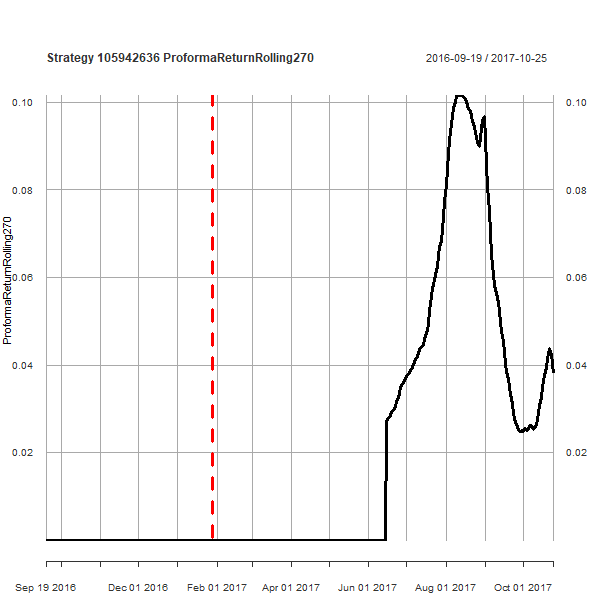 Strategy 105942636 ProformaReturnRolling270
2016-09-19 / 2017-10-25
0.10 0.10
0.08 0.08
0.06 0.06
0.04 0.04
0.02 0.02
ProformaReturnRolling270
Sep 19 2016 Dec 01 2016 Feb 01 2017 Apr 01 2017 Jun 01 2017 Aug 01 2017 Oct 01 2017